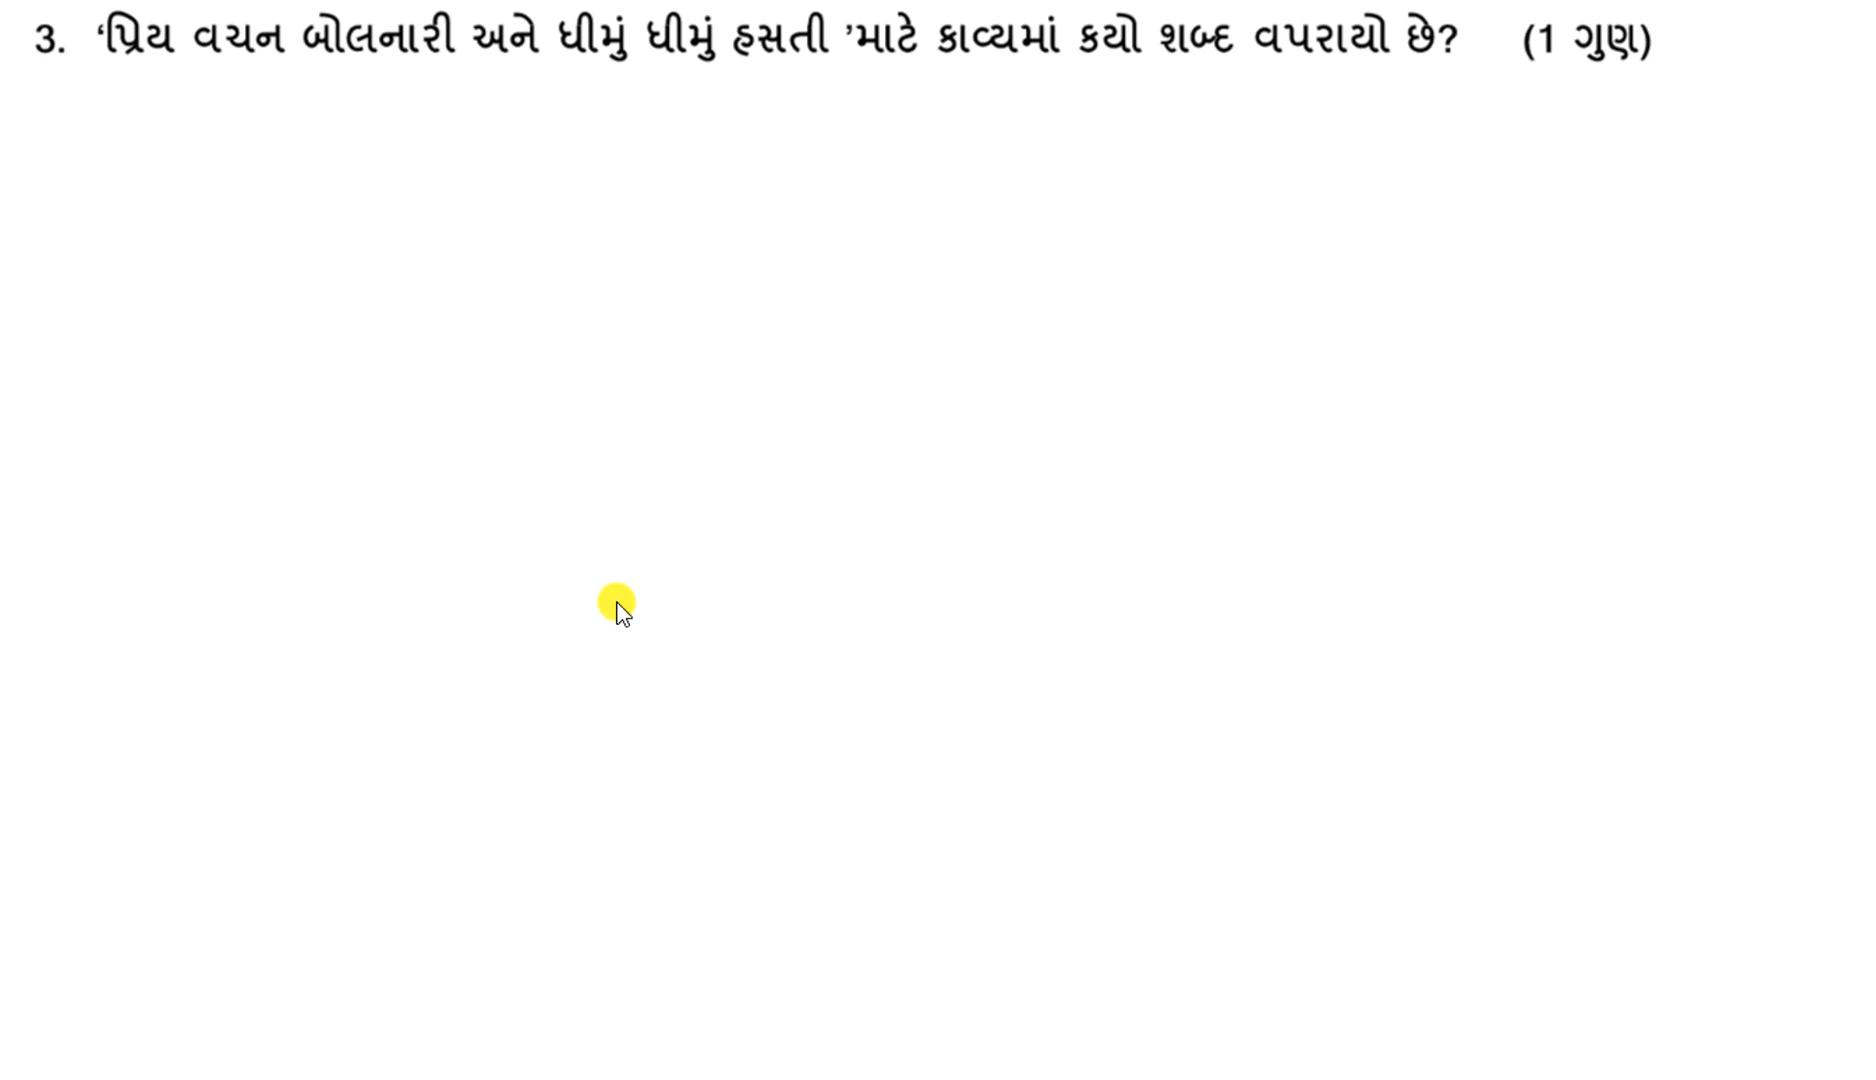 3. ‘પ્રિય વચન બોલનારી અને ધીમું ધીમું હસતી ’માટે કાવ્યમાં કયો શબ્દ વપરાયો છે? (1 ગુણ)